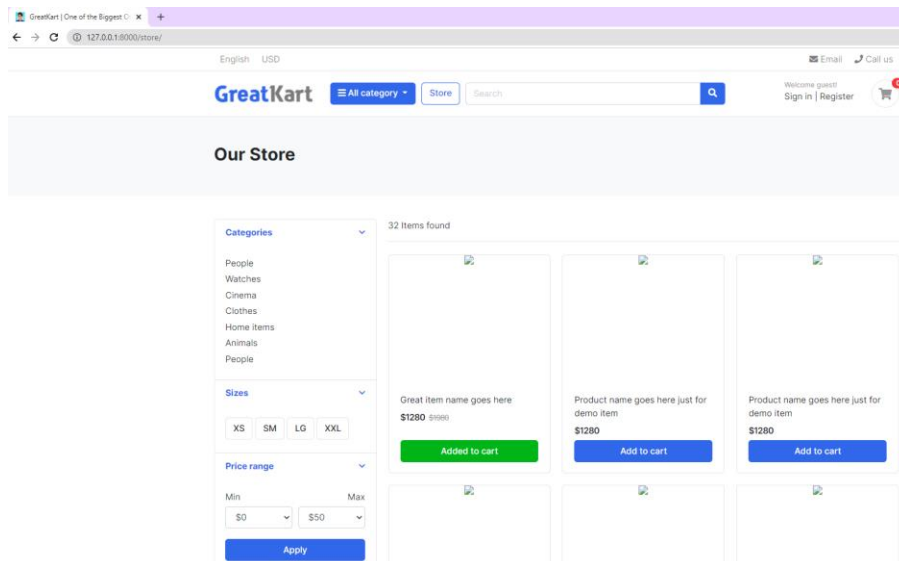 GreatKart | One of the Biggest O
127.0.0.1:8000/store/
English USD
Email Call us
GreatKart
All category
Store
Search
Welcome guest!
Sign in | Register
0
Our Store
Categories
People
Watches
Cinema
Clothes
Home items
Animals
People
Sizes
XS SM LG XXL
Price range
Min Max
$0 $50
Apply
32 Items found
Great item name goes here
$1280 $1980
Added to cart
Product name goes here just for
demo item
$1280
Add to cart
Product name goes here just for
demo item
$1280
Add to cart